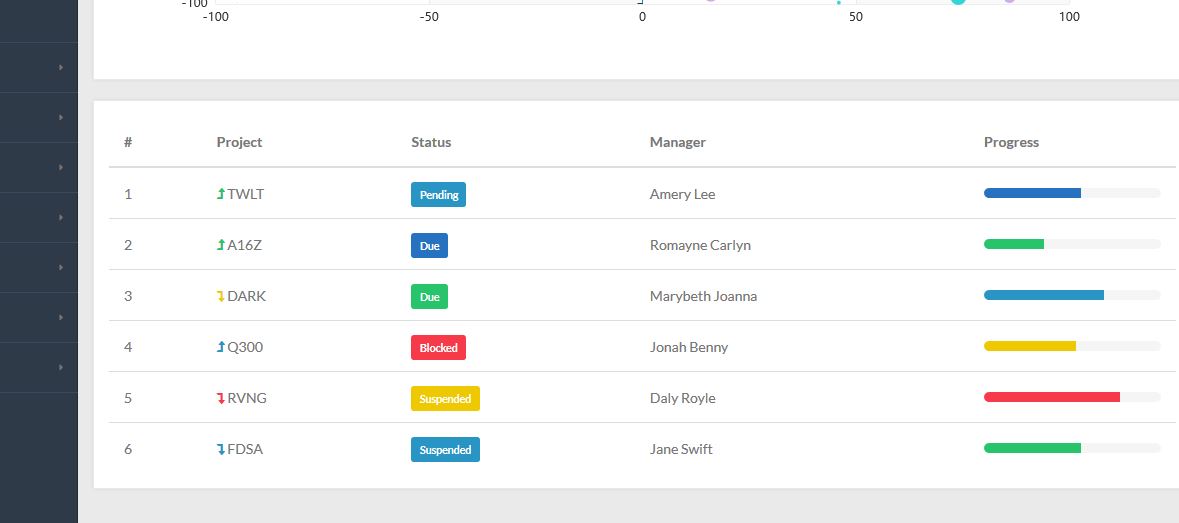 -100
-100 -50 0 50 100
# Project Status Manager Progress
1 TWLT Pending Amery Lee
2 A16Z Due Romayne Carlyn
3 DARK Due Marybeth Joanna
4 Q300 Blocked Jonah Benny
5 RVNG Suspended Daly Royle
6 FDSA Suspended Jane Swift